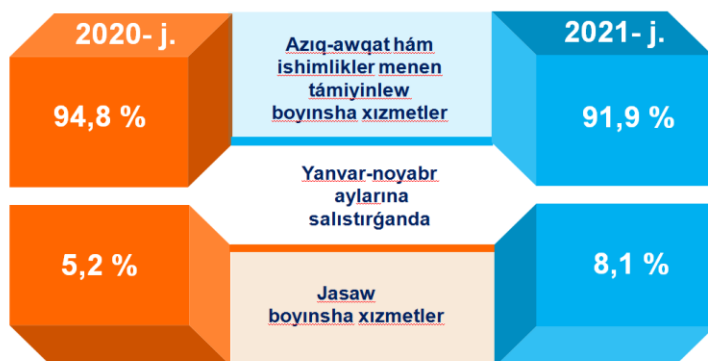 2020- j.
Azıq-awqat hám
ishimlikler menen
támiyinlew
boyınsha xızmetler
2021- j.
94,8 %
91,9 %
Yanvar-noyabr
aylarına
salıstırǵanda
5,2 %
8,1 %
Jasaw
boyınsha xızmetler